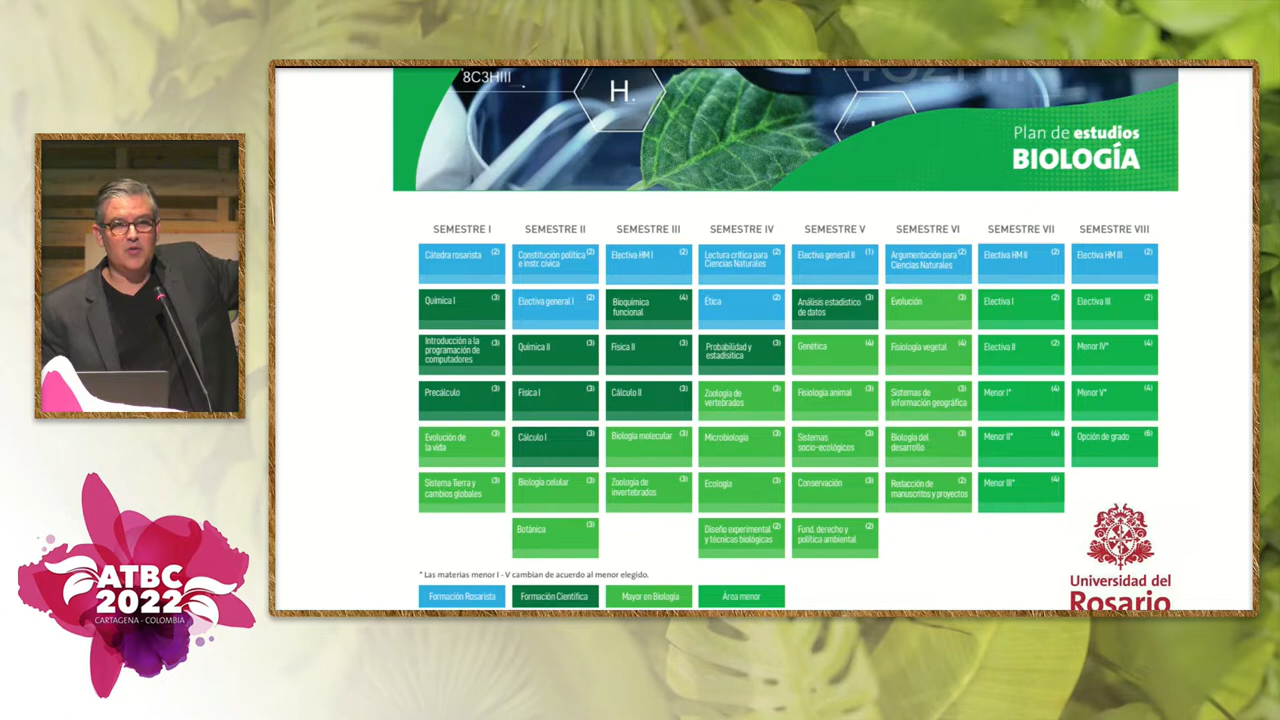 8C3HIII
H
Plan de estudios
BIOLOGÍA
SEMESTRE I
SEMESTRE II
SEMESTRE III
SEMESTRE IV
SEMESTRE V
SEMESTRE VI
SEMESTRE VII
SEMESTRE VIII
Cátedra rosarista (2)
Constitución política (2)
e instr. cívica
Electiva HM I (2)
Lectura crítica para (2)
Ciencias Naturales
Electiva general II (1)
Argumentación para (2)
Ciencias Naturales
Electiva HM II (2)
Electiva HM III (2)
Química I (3)
Electiva general I (2)
Bioquímica (4)
funcional
Ética (2)
Análisis estadístico (3)
de datos
Evolución (3)
Electiva I (2)
Electiva III (2)
Introducción a la (3)
programación de
computadores
Química II (3)
Física II (3)
Probabilidad y (3)
estadísitica
Genética (4)
Fisiología vegetal (4)
Electiva II (2)
Menor IV* (4)
Precálculo (3)
Física I (3)
Cálculo II (3)
Zoología de (3)
vertebrados
Fisiología animal (3)
Sistemas de (3)
información geográfica
Menor I* (4)
Menor V* (4)
Evolución de (3)
la vida
Cálculo I (3)
Biología molecular (3)
Microbiología (3)
Sistemas (3)
socio-ecológicos
Biología del (3)
desarrollo
Menor II* (4)
Opción de grado (6)
Sistema Tierra y (3)
cambios globales
Biología celular (3)
Zoología de (3)
invertebrados
Ecología (3)
Conservación (3)
Redacción de (2)
manuscritos y proyectos
Menor III* (4)
Botánica (3)
Diseño experimental (2)
y técnicas biológicas
Fund. derecho y (2)
política ambiental
* Las materias menor I - V cambian de acuerdo al menor elegido.
Formación Rosarista
Formación Científica
Mayor en Biología
Área menor
Universidad del
Rosario
ATBC
2022
CARTAGENA - COLOMBIA